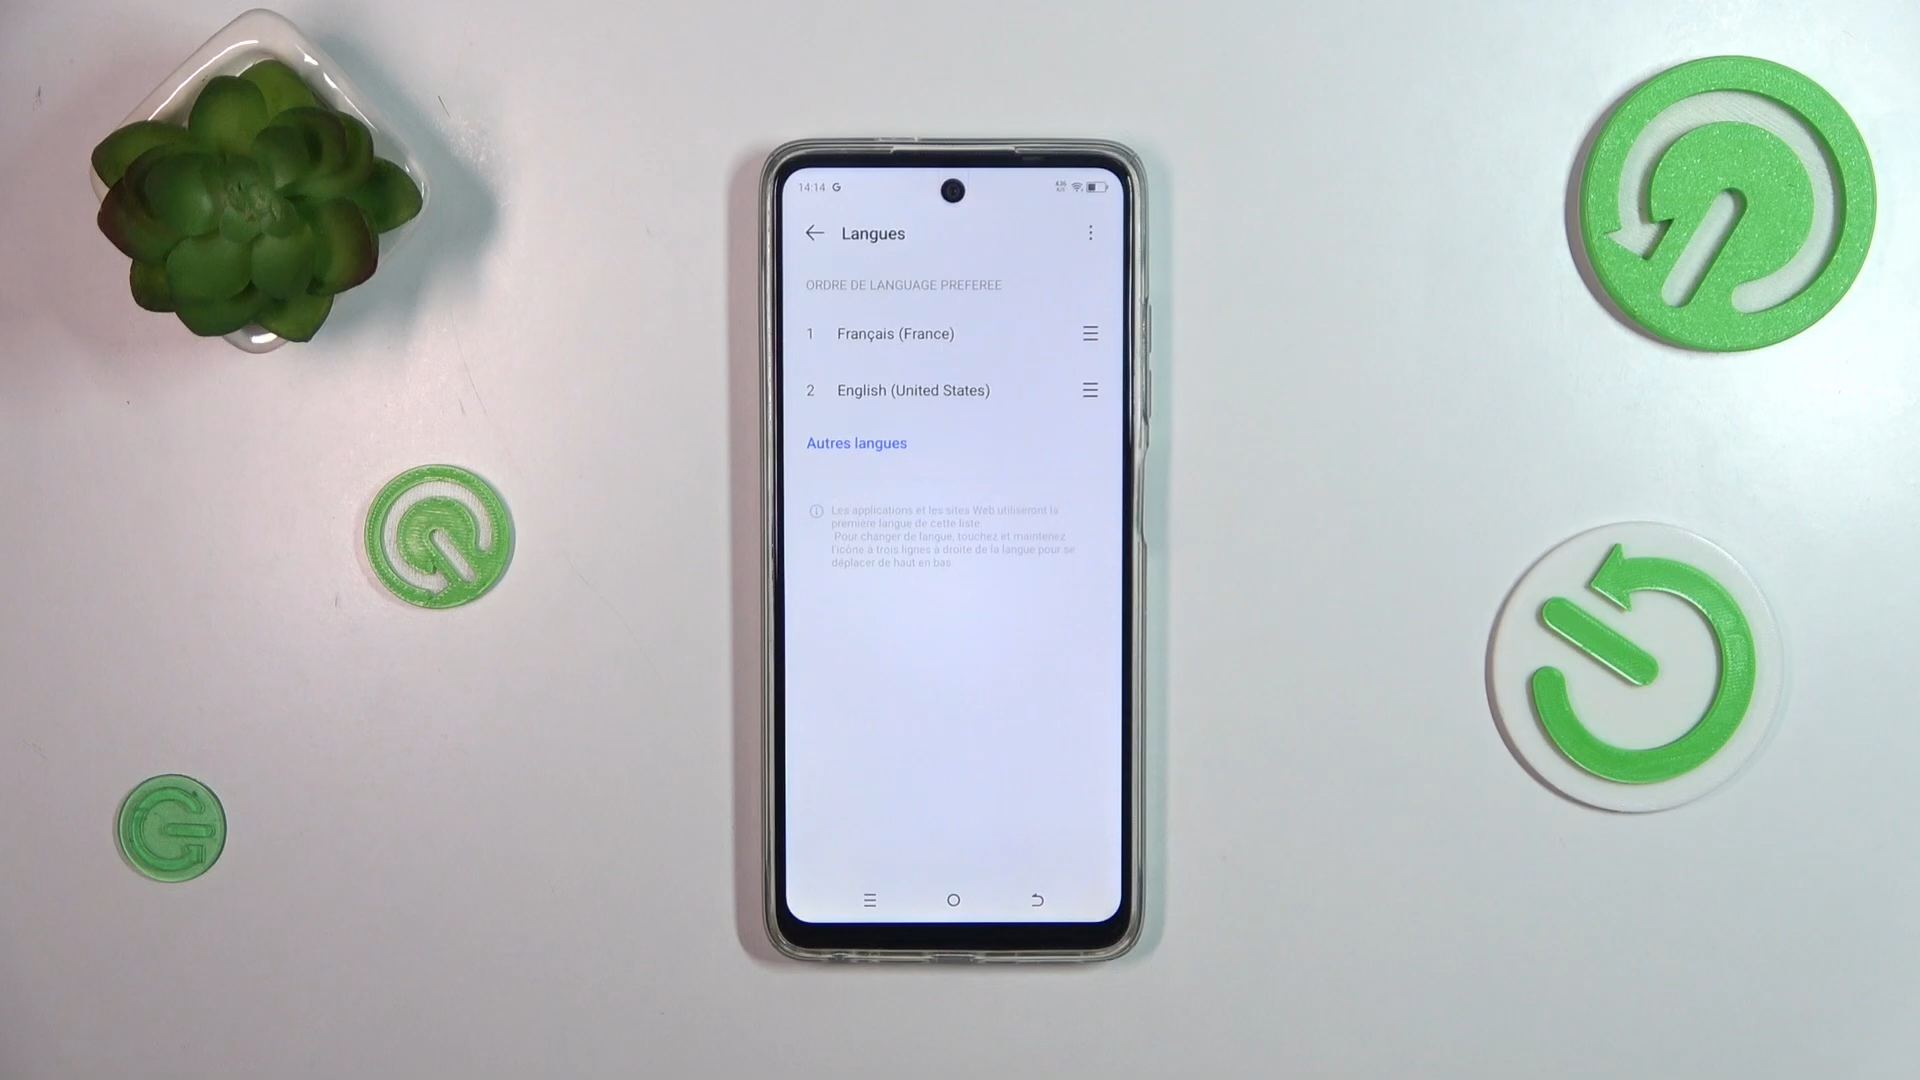 14:14 G
Langues
ORDRE DE LANGUAGE PREFEREE
1 Français (France)
2 English (United States)
Autres langues
Les applications et les sites Web utiliseront la
première langue de cette liste.
Pour changer de langue, touchez et maintenez
l'icône à trois lignes à droite de la langue pour se
déplacer de haut en bas.